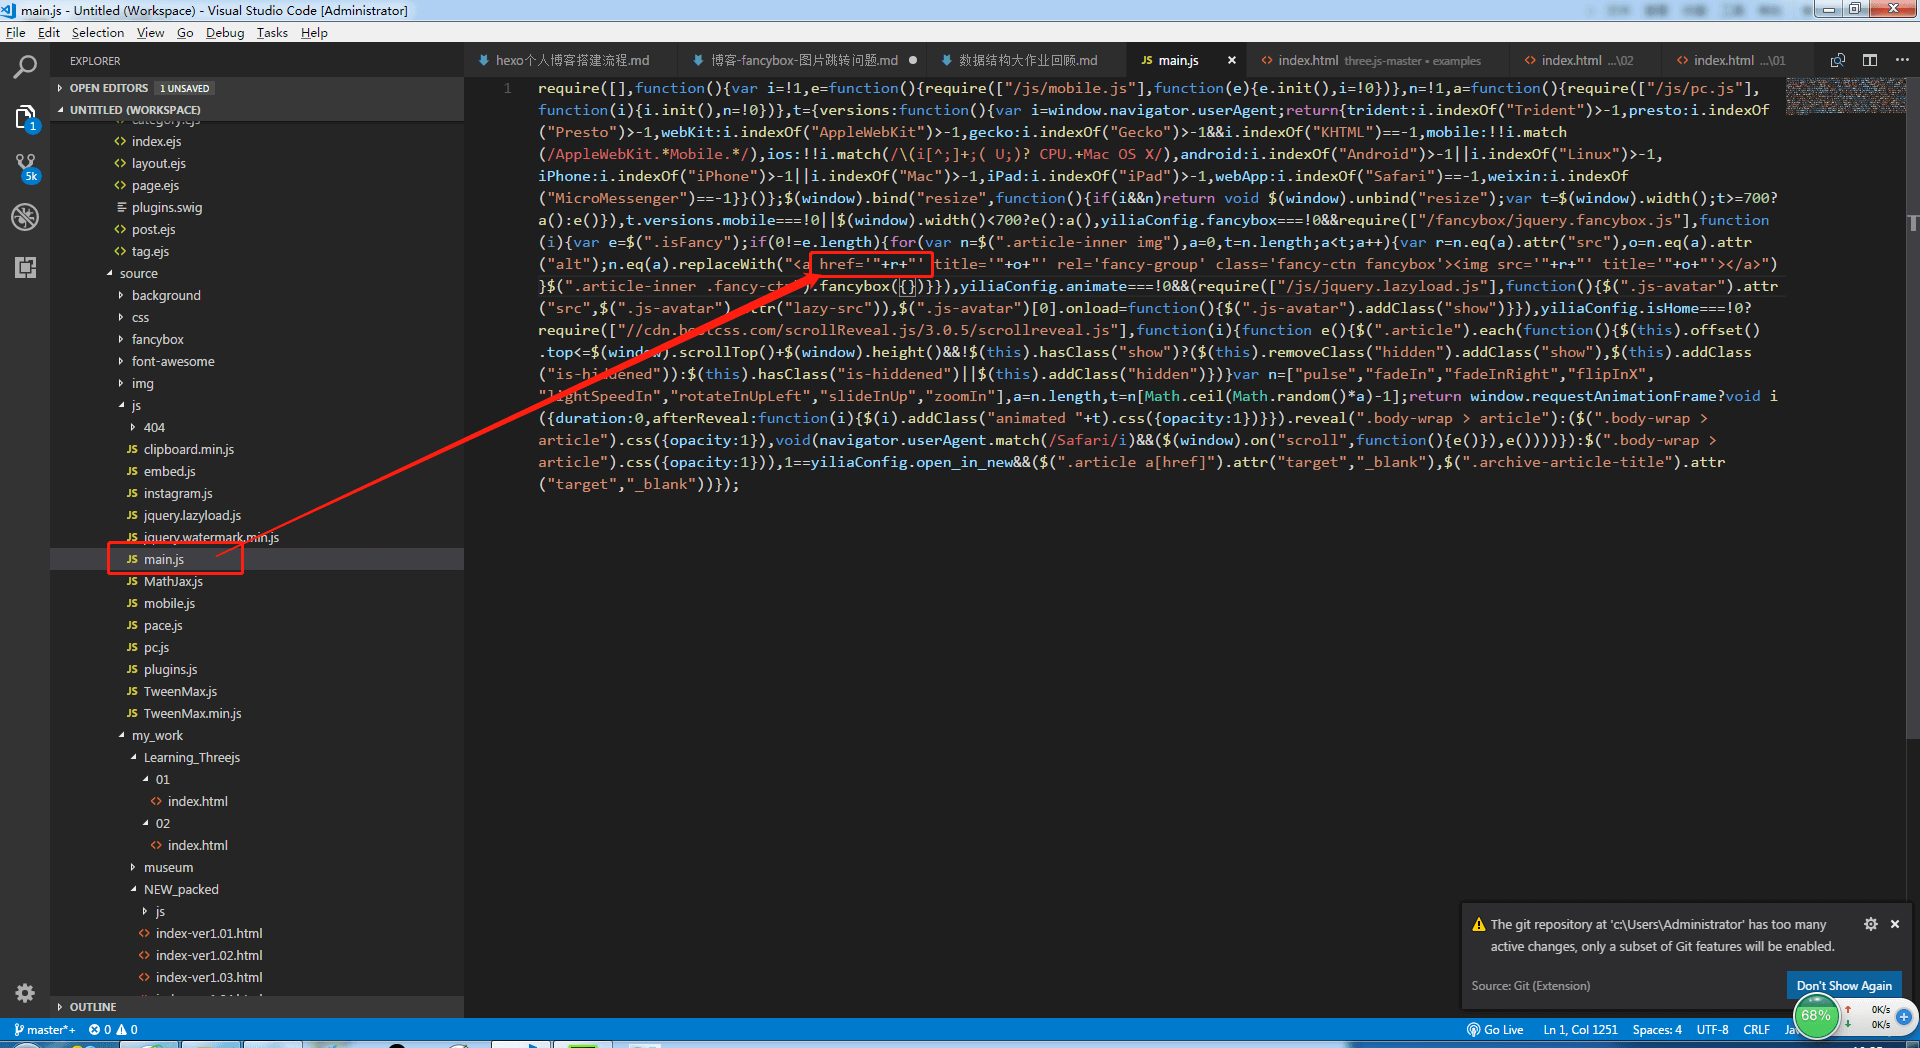 main.js - Untitled (Workspace) - Visual Studio Code [Administrator]
File Edit Selection View Go Debug Tasks Help
EXPLORER
OPEN EDITORS 1 UNSAVED
UNTITLED (WORKSPACE)
category.ejs
index.ejs
layout.ejs
page.ejs
plugins.swig
post.ejs
tag.ejs
source
background
css
fancybox
font-awesome
img
js
404
clipboard.min.js
embed.js
instagram.js
jquery.lazyload.js
jquery.watermark.min.js
main.js
MathJax.js
mobile.js
pace.js
pc.js
plugins.js
TweenMax.js
TweenMax.min.js
my_work
Learning_Threejs
01
index.html
02
index.html
museum
NEW_packed
js
index-ver1.01.html
index-ver1.02.html
index-ver1.03.html
OUTLINE
1
5k
hexo个人博客搭建流程.md 博客-fancybox-图片跳转问题.md 数据结构大作业回顾.md JS main.js × index.html three.js-master • examples index.html ...\02 index.html ...\01
1 require([],function(){var i=!1,e=function(){require(["/js/mobile.js"],function(e){e.init(),i=!0})},n=!1,a=function(){require(["/js/pc.js"],
function(i){i.init(),n=!0})},t={versions:function(){var i=window.navigator.userAgent;return{trident:i.indexOf("Trident")>-1,presto:i.indexOf
("Presto")>-1,webKit:i.indexOf("AppleWebKit")>-1,gecko:i.indexOf("Gecko")>-1&&i.indexOf("KHTML")==-1,mobile:!!i.match
(/AppleWebKit.*Mobile.*/),ios:!!i.match(/\(i[^;]+;( U;)? CPU.+Mac OS X/),android:i.indexOf("Android")>-1||i.indexOf("Linux")>-1,
iPhone:i.indexOf("iPhone")>-1||i.indexOf("Mac")>-1,iPad:i.indexOf("iPad")>-1,webApp:i.indexOf("Safari")==-1,weixin:i.indexOf
("MicroMessenger")==-1}}()};$(window).bind("resize",function(){if(i&&n)return void $(window).unbind("resize");var t=$(window).width();t>=700?
a():e()}),t.versions.mobile===!0||$(window).width()<700?e():a(),yiliaConfig.fancybox===!0&&require(["/fancybox/jquery.fancybox.js"],function
(i){var e=$(".isFancy");if(0!=e.length){for(var n=$(".article-inner img"),a=0,t=n.length;a<t;a++){var r=n.eq(a).attr("src"),o=n.eq(a).attr
("alt");n.eq(a).replaceWith("<a href='"+r+"' title='"+o+"' rel='fancy-group' class='fancy-ctn fancybox'><img src='"+r+"' title='"+o+"'></a>")
}$(".article-inner .fancy-ctn").fancybox({})}}),yiliaConfig.animate===!0&&(require(["/js/jquery.lazyload.js"],function(){$(".js-avatar").attr
("src",$(".js-avatar").attr("lazy-src")),$(".js-avatar")[0].onload=function(){$(".js-avatar").addClass("show")}}),yiliaConfig.isHome===!0?
require(["//cdn.bootcss.com/scrollReveal.js/3.0.5/scrollreveal.js"],function(i){function e(){$(".article").each(function(){$(this).offset()
.top<=$(window).scrollTop()+$(window).height()&&!$(this).hasClass("show")?($(this).removeClass("hidden").addClass("show"),$(this).addClass
("is-hiddened")):$(this).hasClass("is-hiddened")||$(this).addClass("hidden")})}var n=["pulse","fadeIn","fadeInRight","flipInX",
"lightSpeedIn","rotateInUpLeft","slideInUp","zoomIn"],a=n.length,t=n[Math.ceil(Math.random()*a)-1];return window.requestAnimationFrame?void i
({duration:0,afterReveal:function(i){$(i).addClass("animated "+t).css({opacity:1})}}).reveal(".body-wrap > article"):($(".body-wrap >
article").css({opacity:1}),void(navigator.userAgent.match(/Safari/i)&&($(window).on("scroll",function(){e()}),e())))}):$(".body-wrap >
article").css({opacity:1})),1==yiliaConfig.open_in_new&&($(".article a[href]").attr("target","_blank"),$(".archive-article-title").attr
("target","_blank"))});
The git repository at 'c:\Users\Administrator' has too many
active changes, only a subset of Git features will be enabled.
Source: Git (Extension) Don't Show Again
master*+ 0 0 Go Live Ln 1, Col 1251 Spaces: 4 UTF-8 CRLF
68% 0K/s
0K/s